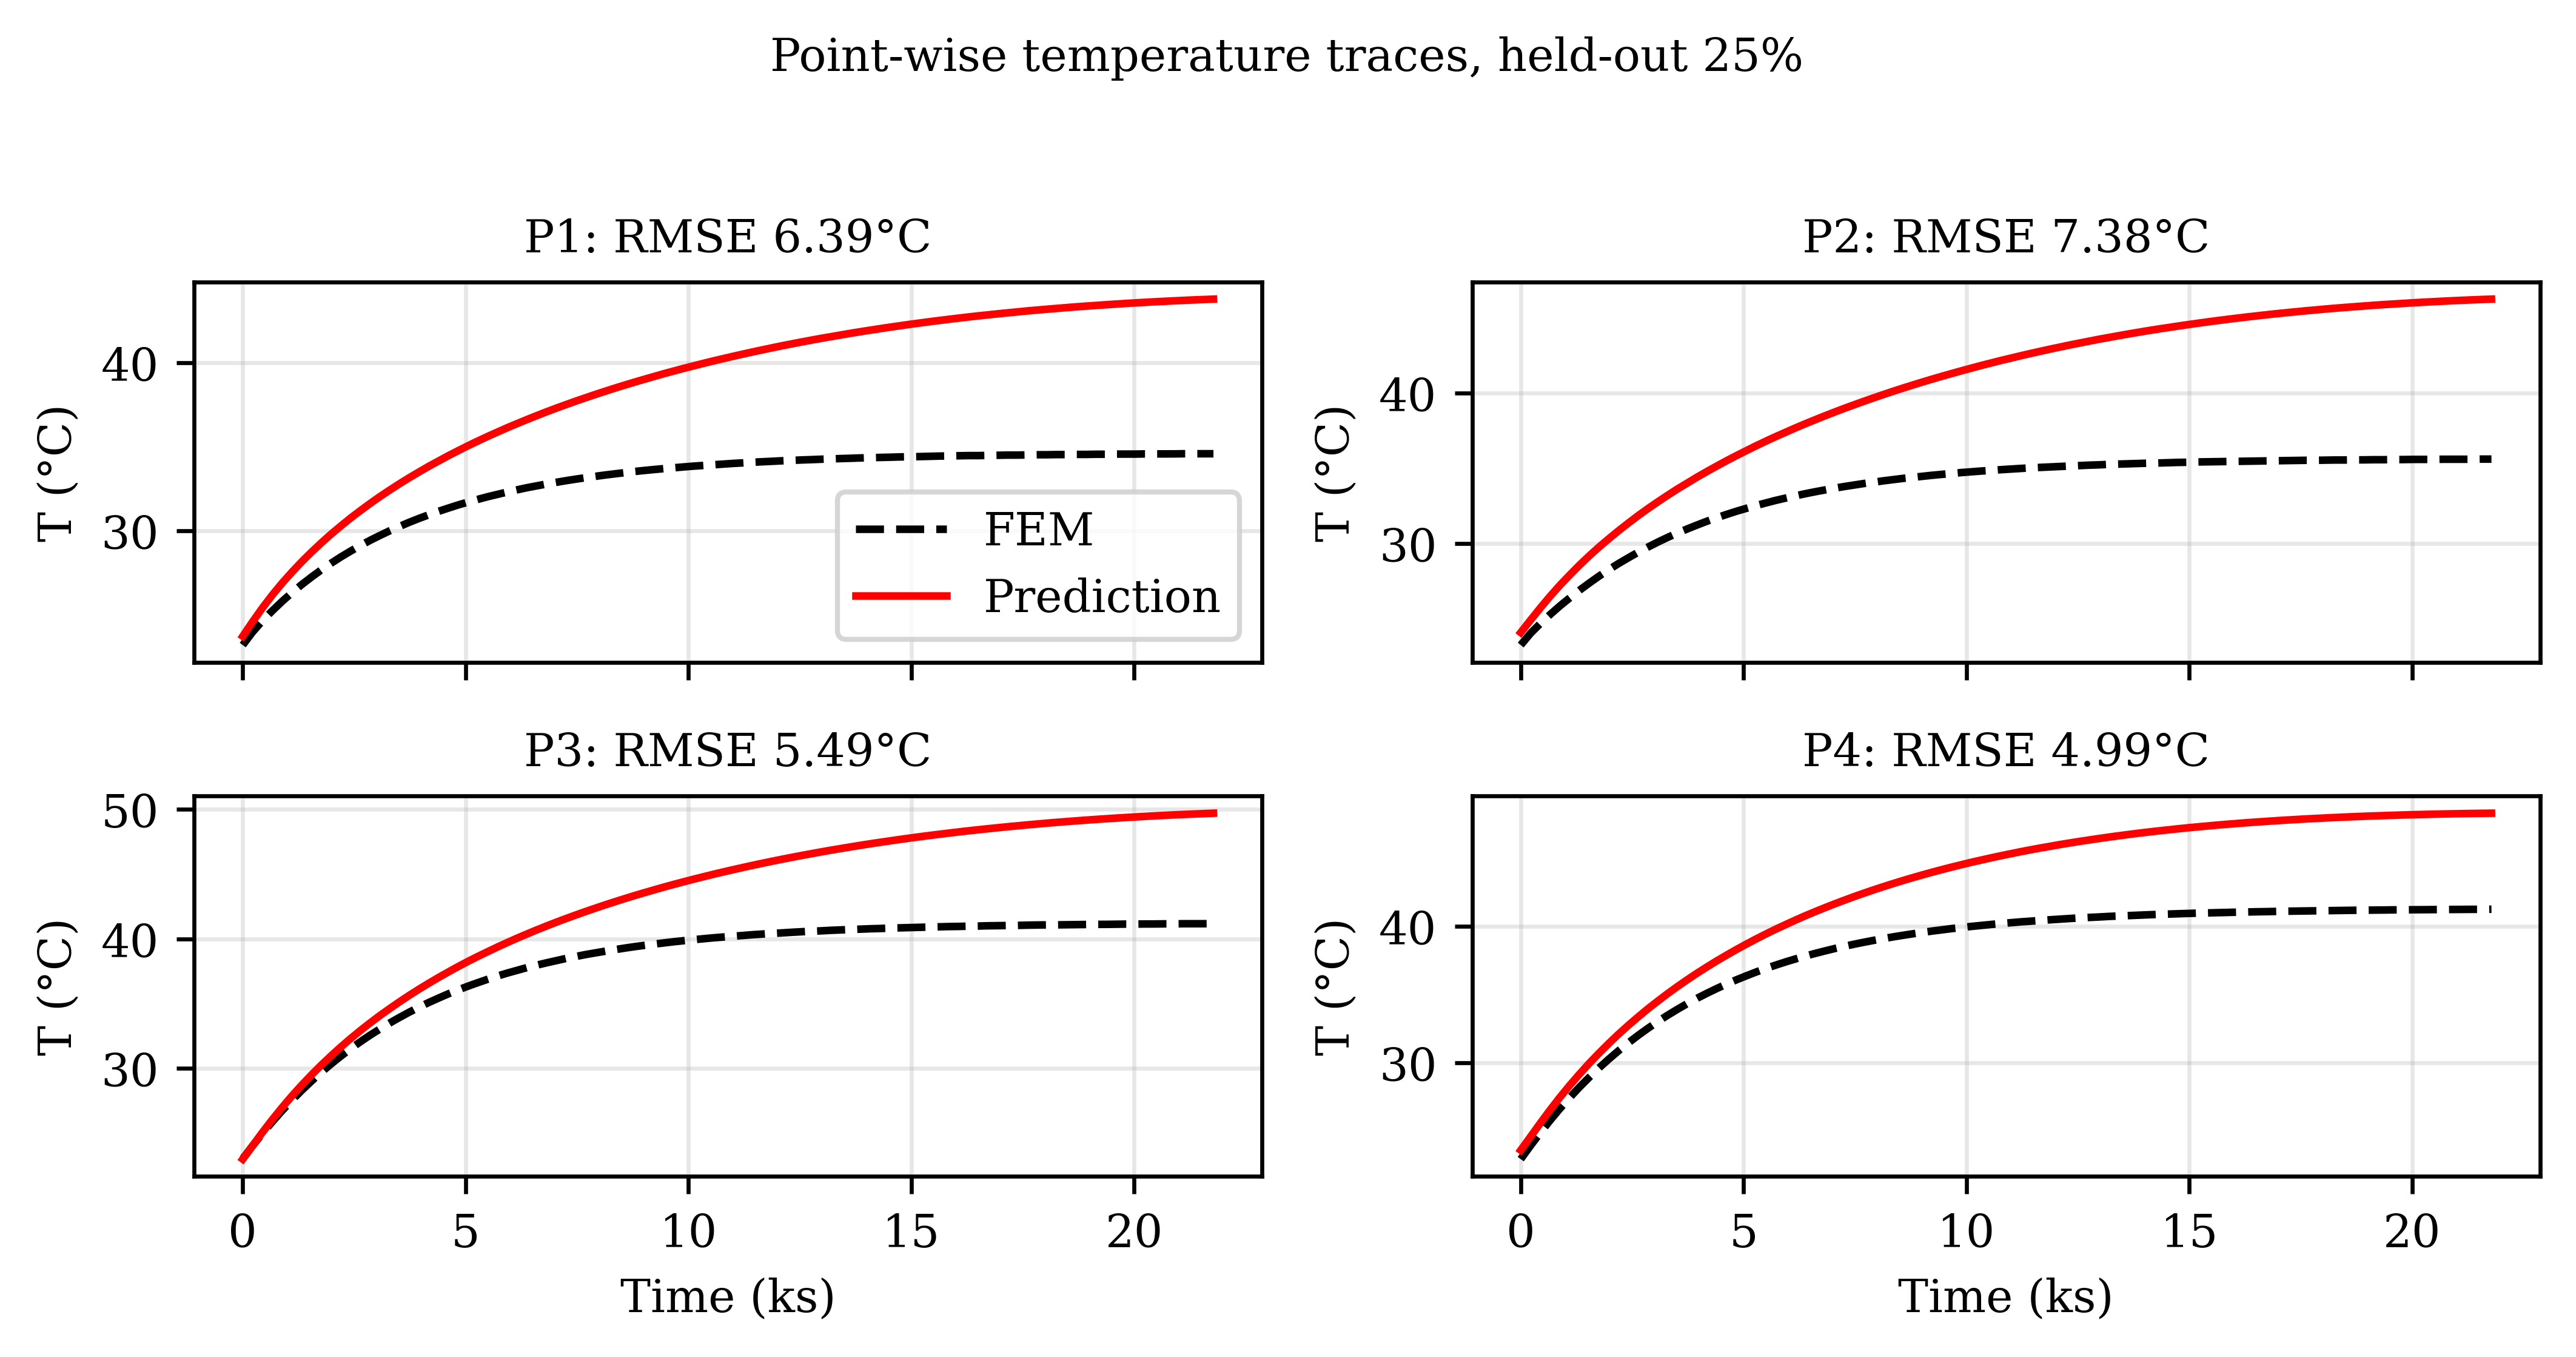 Point-wise temperature traces, held-out 25%
P1: RMSE 6.39°C
T (°C)
40
30
FEM
Prediction
P2: RMSE 7.38°C
T (°C)
40
30
P3: RMSE 5.49°C
T (°C)
50
40
30
0 5 10 15 20
Time (ks)
P4: RMSE 4.99°C
T (°C)
40
30
0 5 10 15 20
Time (ks)